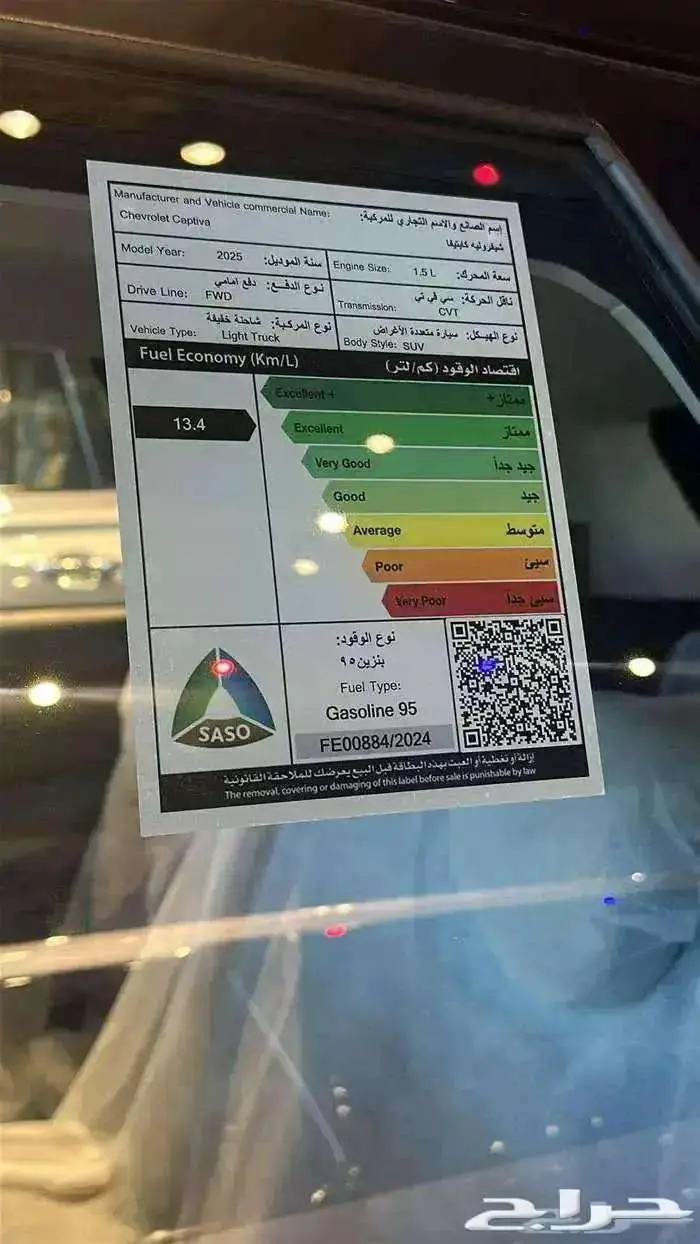 Manufacturer and Vehicle commercial Name:
إسم الصانع والاسم التجاري للمركبة:
Chevrolet Captiva
شيفروليه كابتيفا
Model Year: 2025 سنة الموديل:
Engine Size: 1.5 L سعة المحرك:
Drive Line: FWD نوع الدفـــع: دفع امامي
Transmission: CVT ناقل الحركة: سي في تي
Vehicle Type: Light Truck نوع المركبـة: شاحنة خفيفة
Body Style: SUV نوع الهيكل: سيارة متعددة الأغراض
Fuel Economy (Km/L) اقتصاد الوقود (كم/لتر)
Excellent + ممتاز+
13.4
Excellent ممتاز
Very Good جيد جداً
Good جيد
Average متوسط
Poor سيئ
Very Poor سيئ جداً
SASO
نوع الوقود:
بنزين ٩٥
Fuel Type:
Gasoline 95
FE00884/2024
إزالة أو تغطية أو العبث بهذه البطاقة قبل البيع يعرضك للملاحقة القانونية
The removal, covering or damaging of this label before sale is punishable by law
حراج